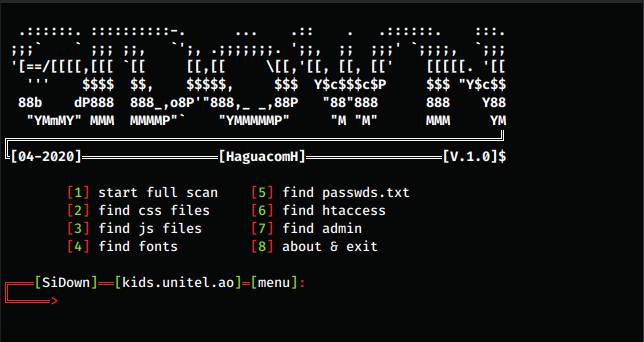 .::::::. ::::::::::-.      ...    .::    .   .::::::.    :::.
;;;`    ` ;;; ;;,   `';, .;;;;;;;. ';;,  ;;  ;;;' `;;;;,  `;;;
'[==/[[[[,[[[ `[[     [[,[[     \[[,'[[, [[, [['    [[[[[. '[[
  '''    $$$$ $$,     $$$$$,     $$$  Y$c$$$c$P     $$$ "Y$c$$
 88b    dP888  888_,o8P'"888,_ _,88P   "88"888      888    Y88
  "YMmMY" MMM  MMMMP"`    "YMMMMMP"    "M "M"      MMM     YM
[04-2020] [HaguacomH] [V.1.0]$
[1] start full scan [5] find passwds.txt
[2] find css files [6] find htaccess
[3] find js files [7] find admin
[4] find fonts [8] about & exit
[SiDown]==[kids.unitel.ao]=[menu]:
>